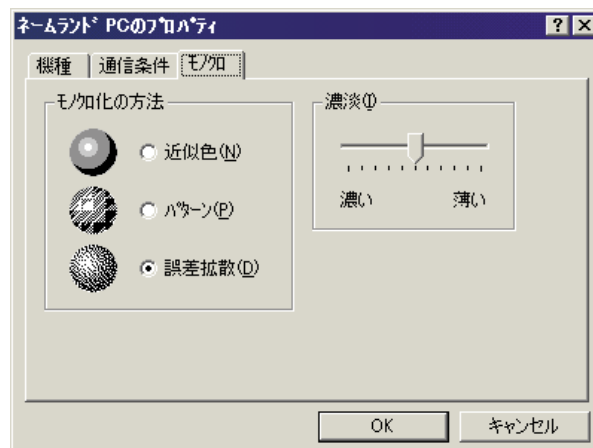 ﾈｰﾑﾗﾝﾄﾞ PCのﾌﾟﾛﾊﾟﾃｨ
機種 通信条件 ﾓﾉｸﾛ
ﾓﾉｸﾛ化の方法
近似色(N)
ﾊﾟﾀｰﾝ(P)
誤差拡散(D)
濃淡(I)
濃い 薄い
OK キャンセル